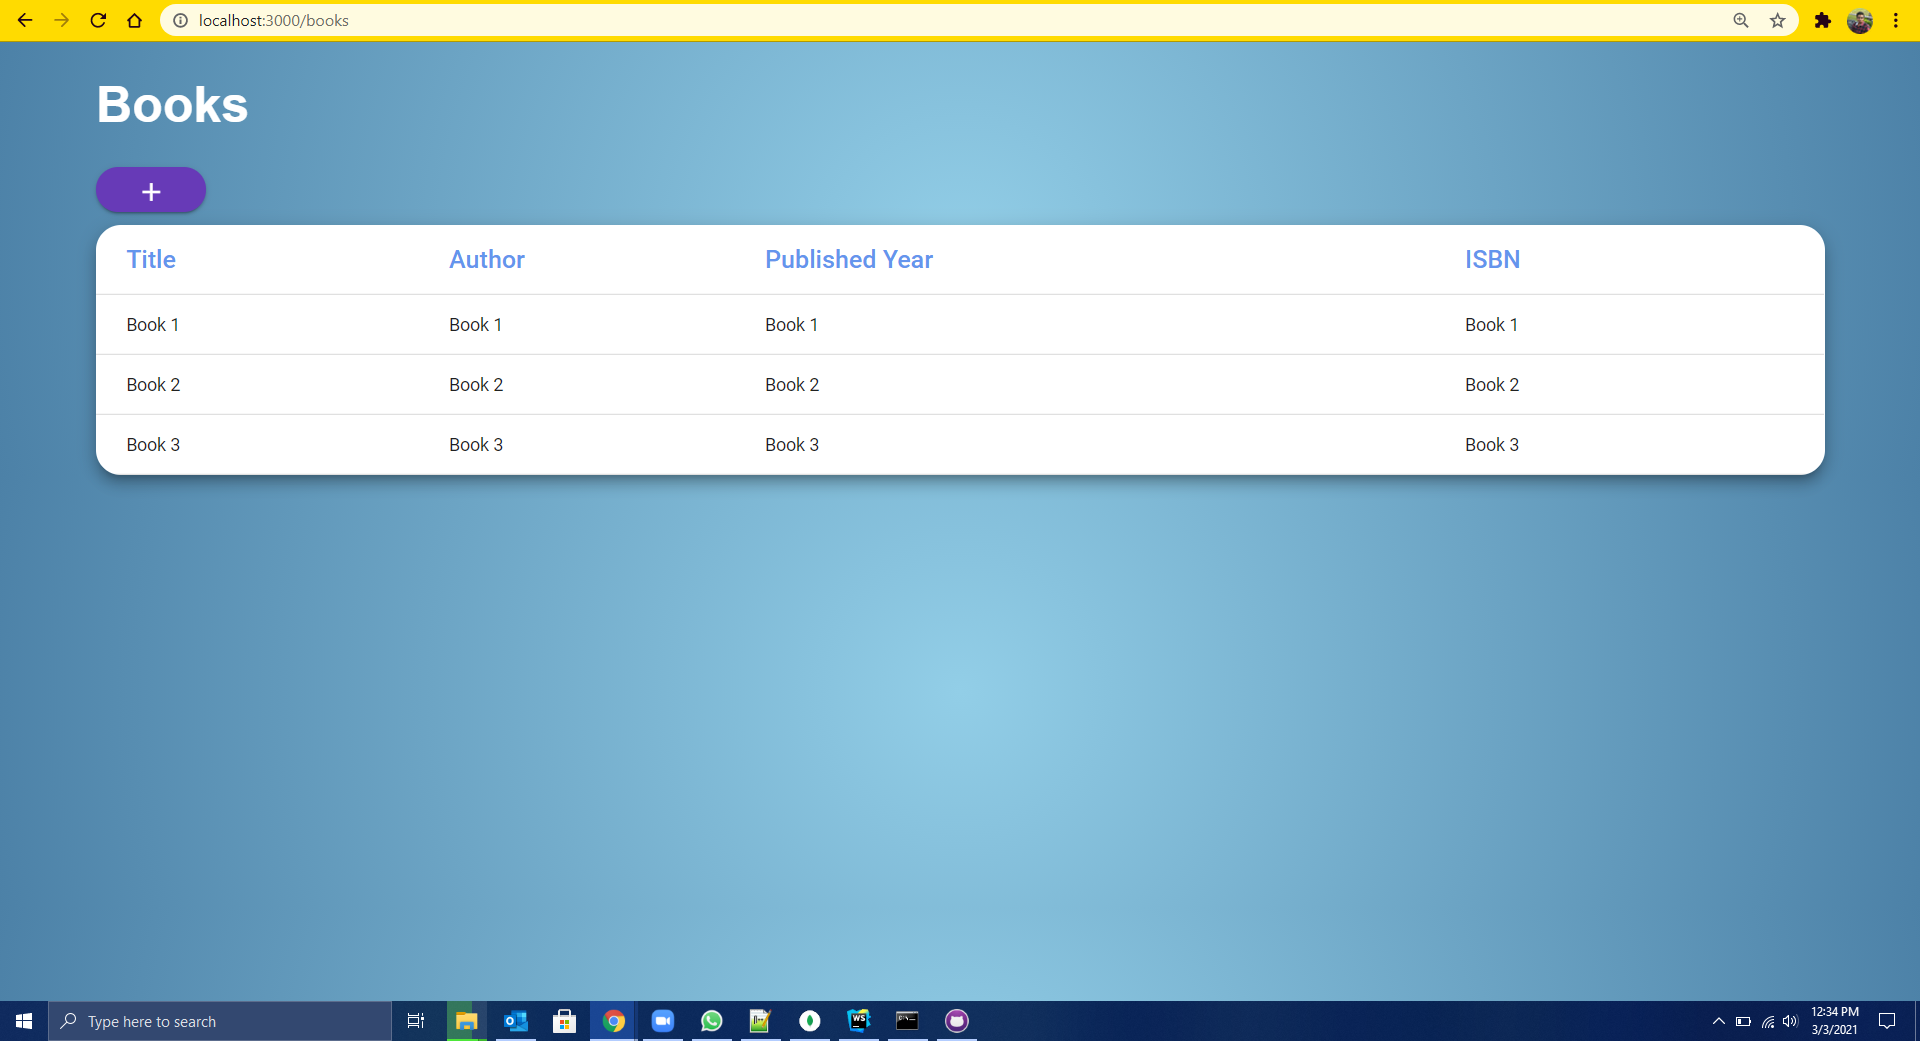 localhost:3000/books
Books
+
Title Author Published Year ISBN
Book 1 Book 1 Book 1 Book 1
Book 2 Book 2 Book 2 Book 2
Book 3 Book 3 Book 3 Book 3
Type here to search
WS
12:34 PM
3/3/2021